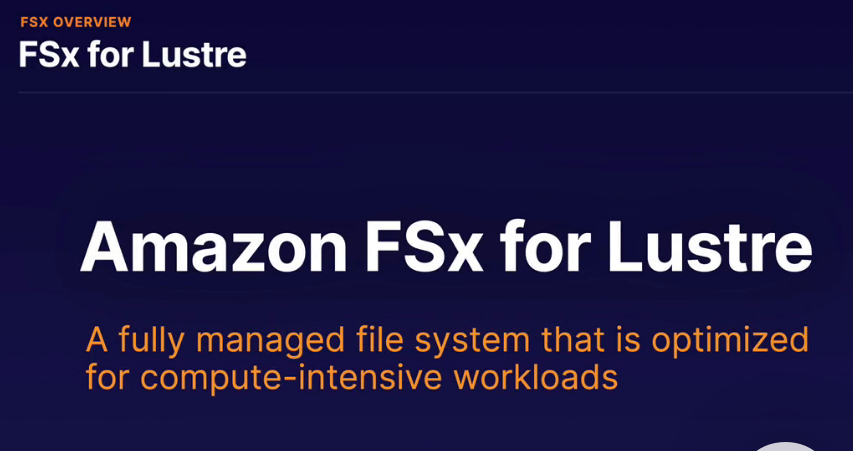 FSX OVERVIEW
FSx for Lustre
Amazon FSx for Lustre
A fully managed file system that is optimized
for compute-intensive workloads